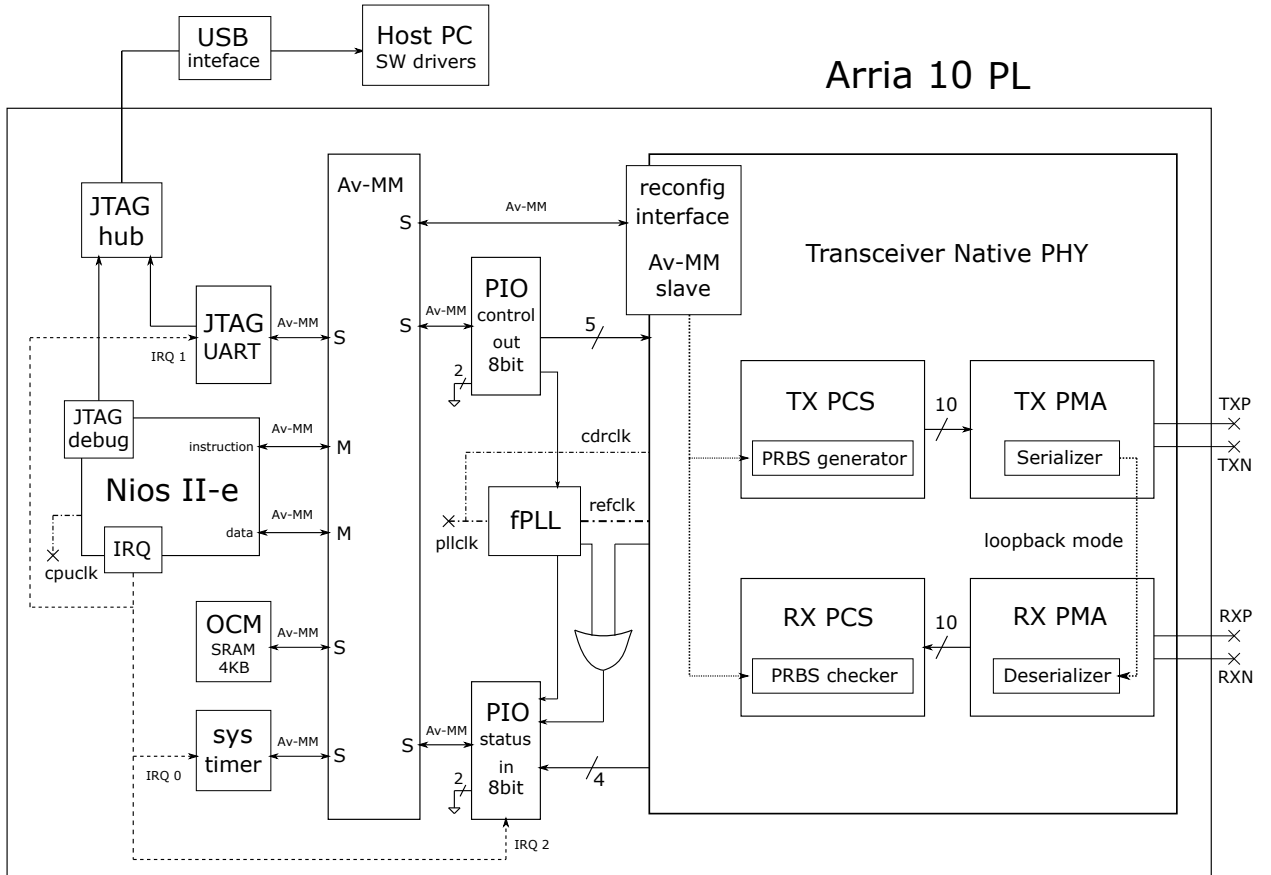 USB
inteface
Host PC
SW drivers
Arria 10 PL
JTAG
hub
Av-MM
S
Av-MM
reconfig
interface
Av-MM
slave
Transceiver Native PHY
JTAG
UART
Av-MM
S
IRQ 1
S
Av-MM
PIO
control
out
8bit
5
2
JTAG
debug
instruction
Av-MM
M
Nios II-e
data
Av-MM
M
IRQ
cpuclk
cdrclk
pllclk
fPLL
refclk
TX PCS
PRBS generator
10
TX PMA
Serializer
TXP
TXN
loopback mode
OCM
SRAM
4KB
Av-MM
S
RX PCS
PRBS checker
10
RX PMA
Deserializer
RXP
RXN
sys
timer
Av-MM
S
IRQ 0
S
Av-MM
PIO
status
in
8bit
2
4
IRQ 2